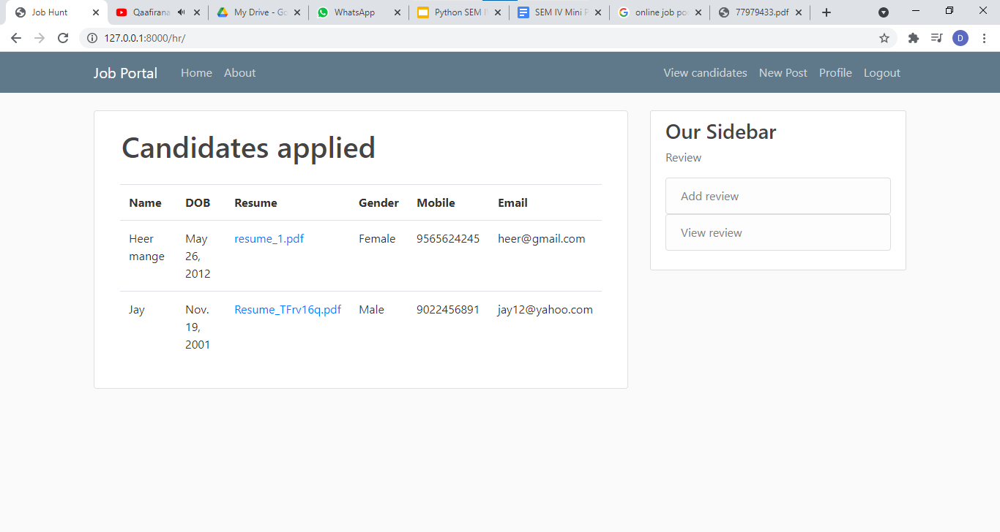 Job Hunt
Qaafirana
My Drive - Go
WhatsApp
Python SEM I
SEM IV Mini P
online job po
77979433.pdf
127.0.0.1:8000/hr/
D
Job Portal Home About View candidates New Post Profile Logout
Candidates applied
Name DOB Resume Gender Mobile Email
Heer mange
May 26, 2012
resume_1.pdf Female 9565624245 heer@gmail.com
Jay
Nov. 19, 2001
Resume_TFrv16q.pdf Male 9022456891 jay12@yahoo.com
Our Sidebar
Review
Add review
View review